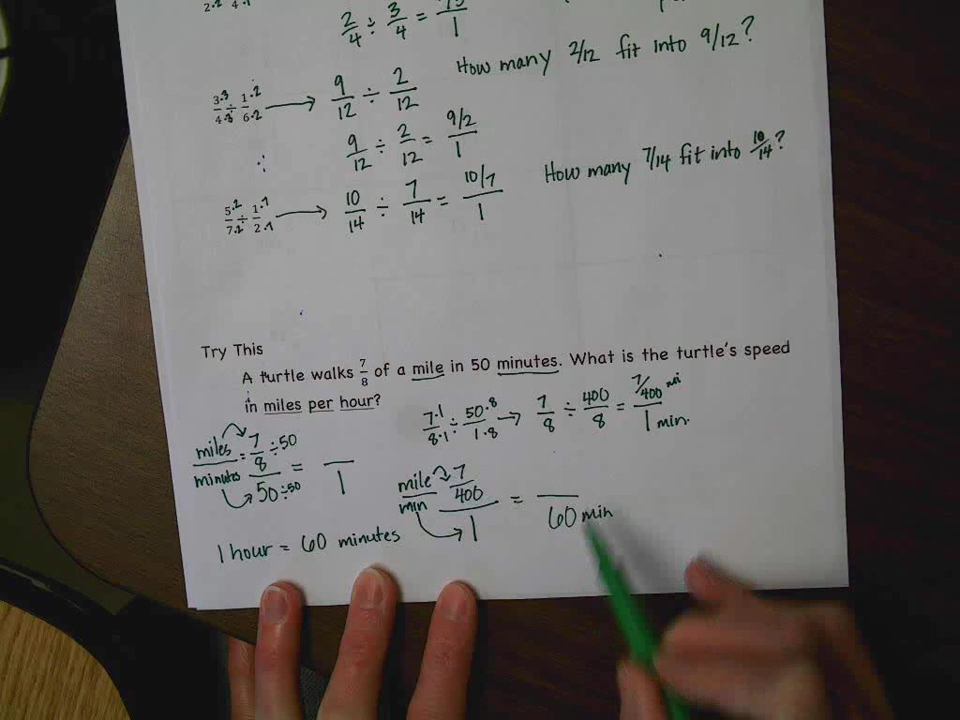 2/4 ÷ 3/4 = /1
How many 2/12 fit into 9/12?
3·3/4·3 ÷ 1·2/6·2 → 9/12 ÷ 2/12
9/12 ÷ 2/12 = 9/2/1
How many 7/14 fit into 10/14?
5·2/7·2 ÷ 1·7/2·7 → 10/14 ÷ 7/14 = 10/7/1
Try This
A turtle walks 7/8 of a mile in 50 minutes. What is the turtle's speed
in miles per hour?
7·1/8·1 ÷ 50·8/1·8 → 7/8 ÷ 400/8 = 7/400 mi/1 min.
miles/minutes = 7/8 ÷50/50 ÷50 = /1
mile/min 7/400/1 = /60 min
1 hour = 60 minutes